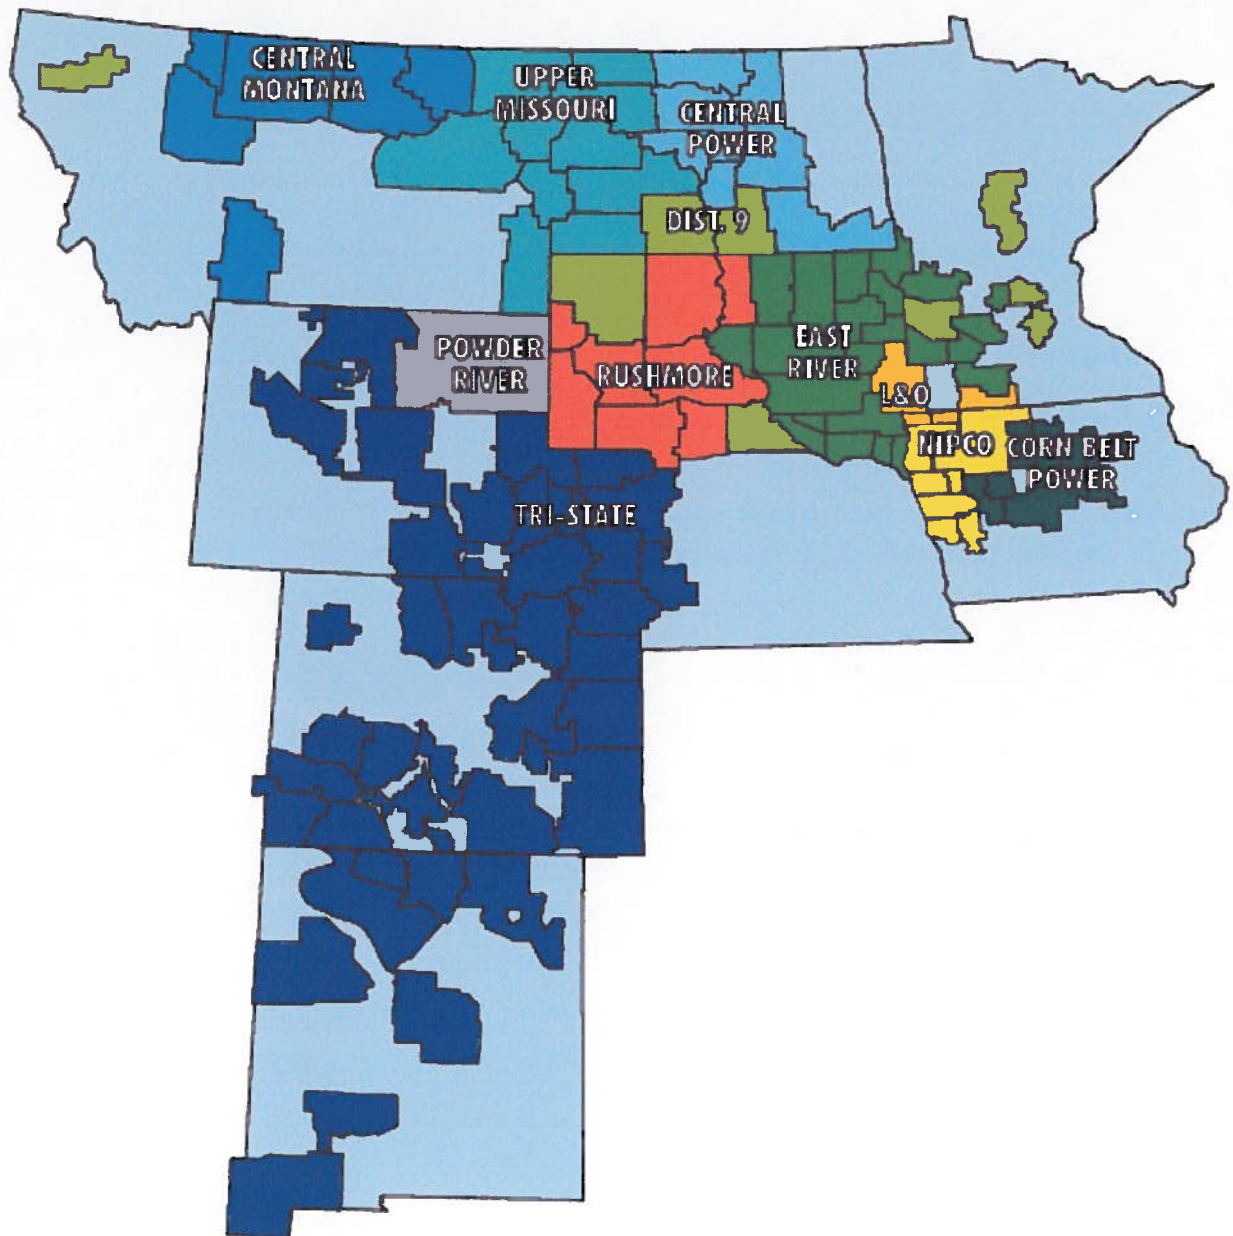 CENTRAL
MONTANA
UPPER
MISSOURI
CENTRAL
POWER
DIST. 9
POWDER
RIVER
RUSHMORE
EAST
RIVER
L&O
NIPCO
CORN BELT
POWER
TRI-STATE